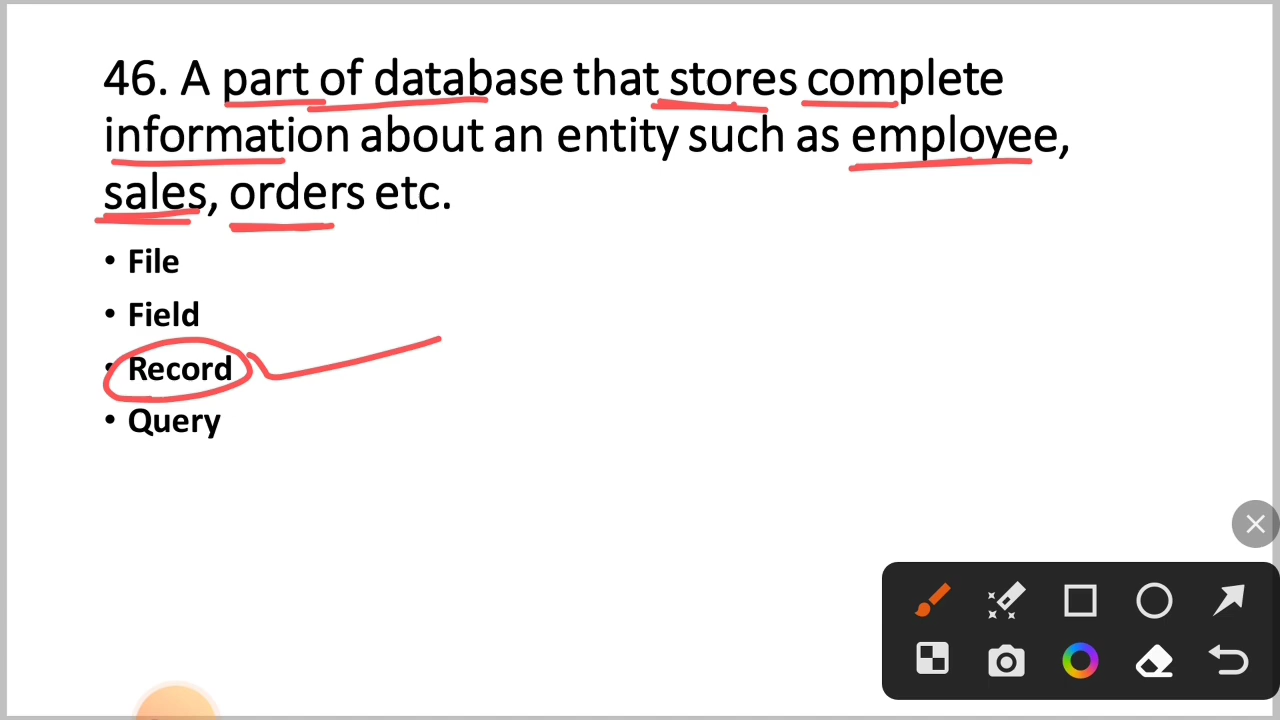 46. A part of database that stores complete
information about an entity such as employee,
sales, orders etc.
• File
• Field
• Record
• Query